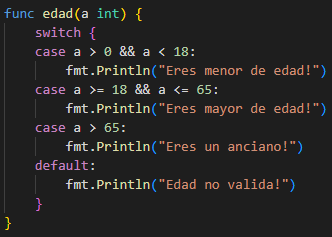 func edad(a int) {
    switch {
    case a > 0 && a < 18:
        fmt.Println("Eres menor de edad!")
    case a >= 18 && a <= 65:
        fmt.Println("Eres mayor de edad!")
    case a > 65:
        fmt.Println("Eres un anciano!")
    default:
        fmt.Println("Edad no valida!")
    }
}